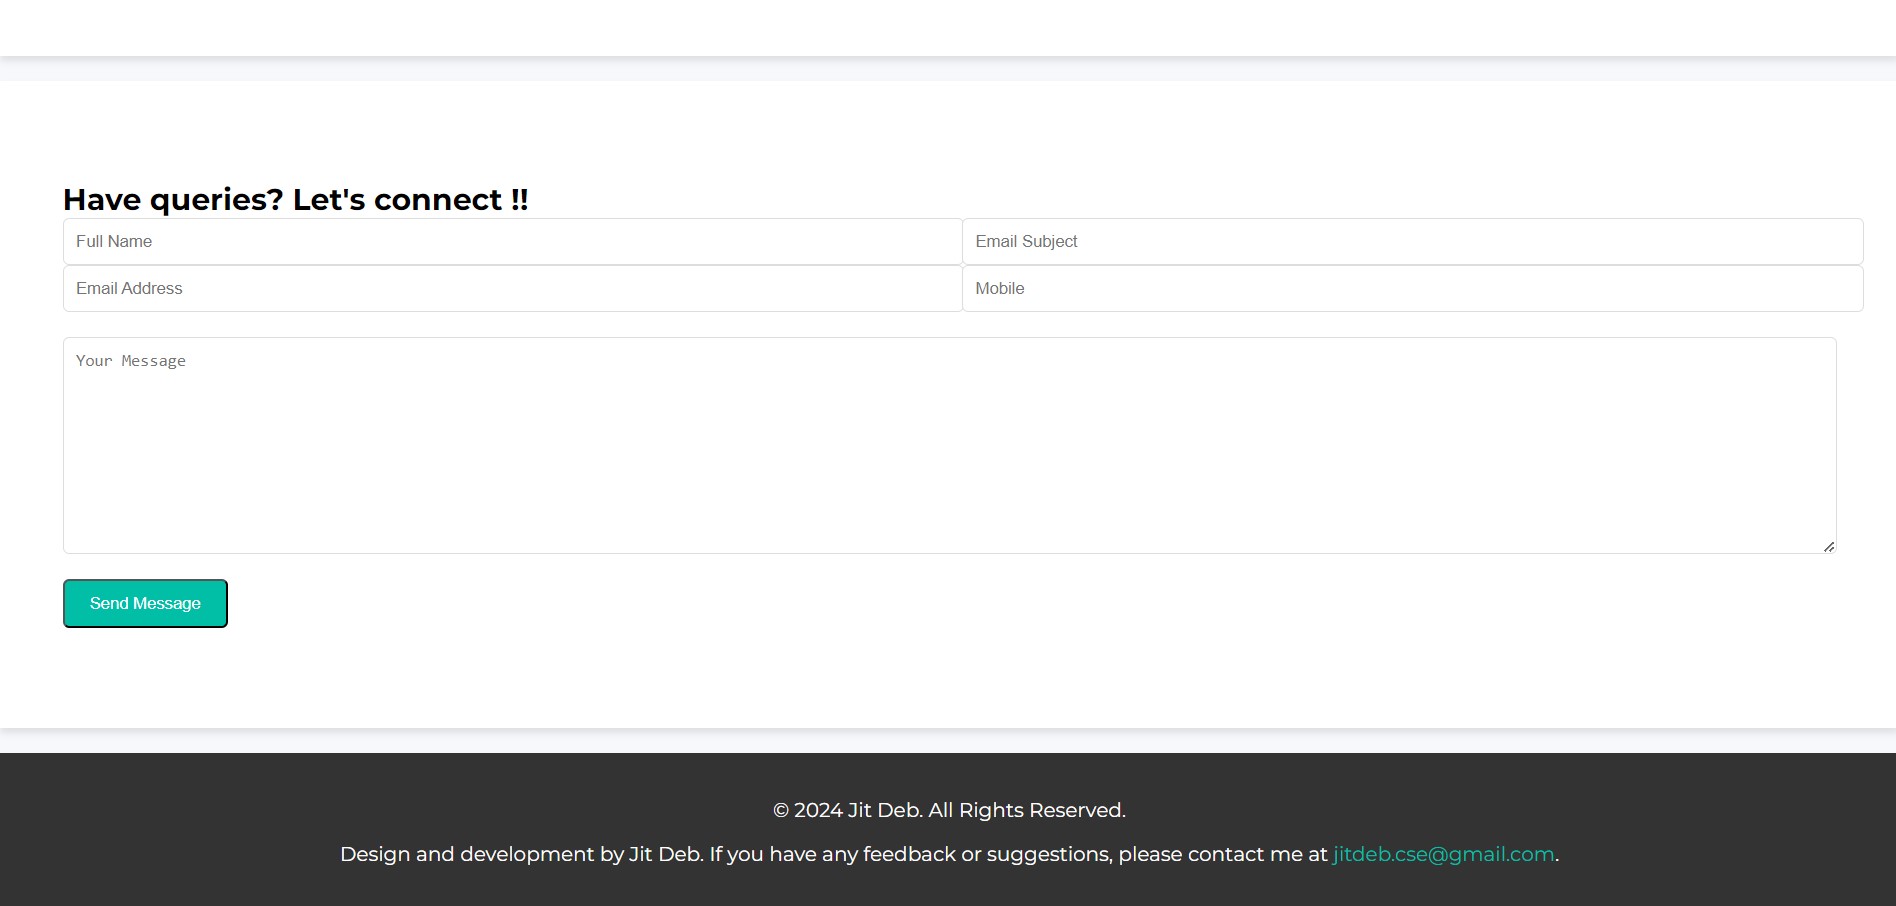 Have queries? Let's connect !!
Full Name
Email Subject
Email Address
Mobile
Your Message
Send Message
© 2024 Jit Deb. All Rights Reserved.
Design and development by Jit Deb. If you have any feedback or suggestions, please contact me at jitdeb.cse@gmail.com.